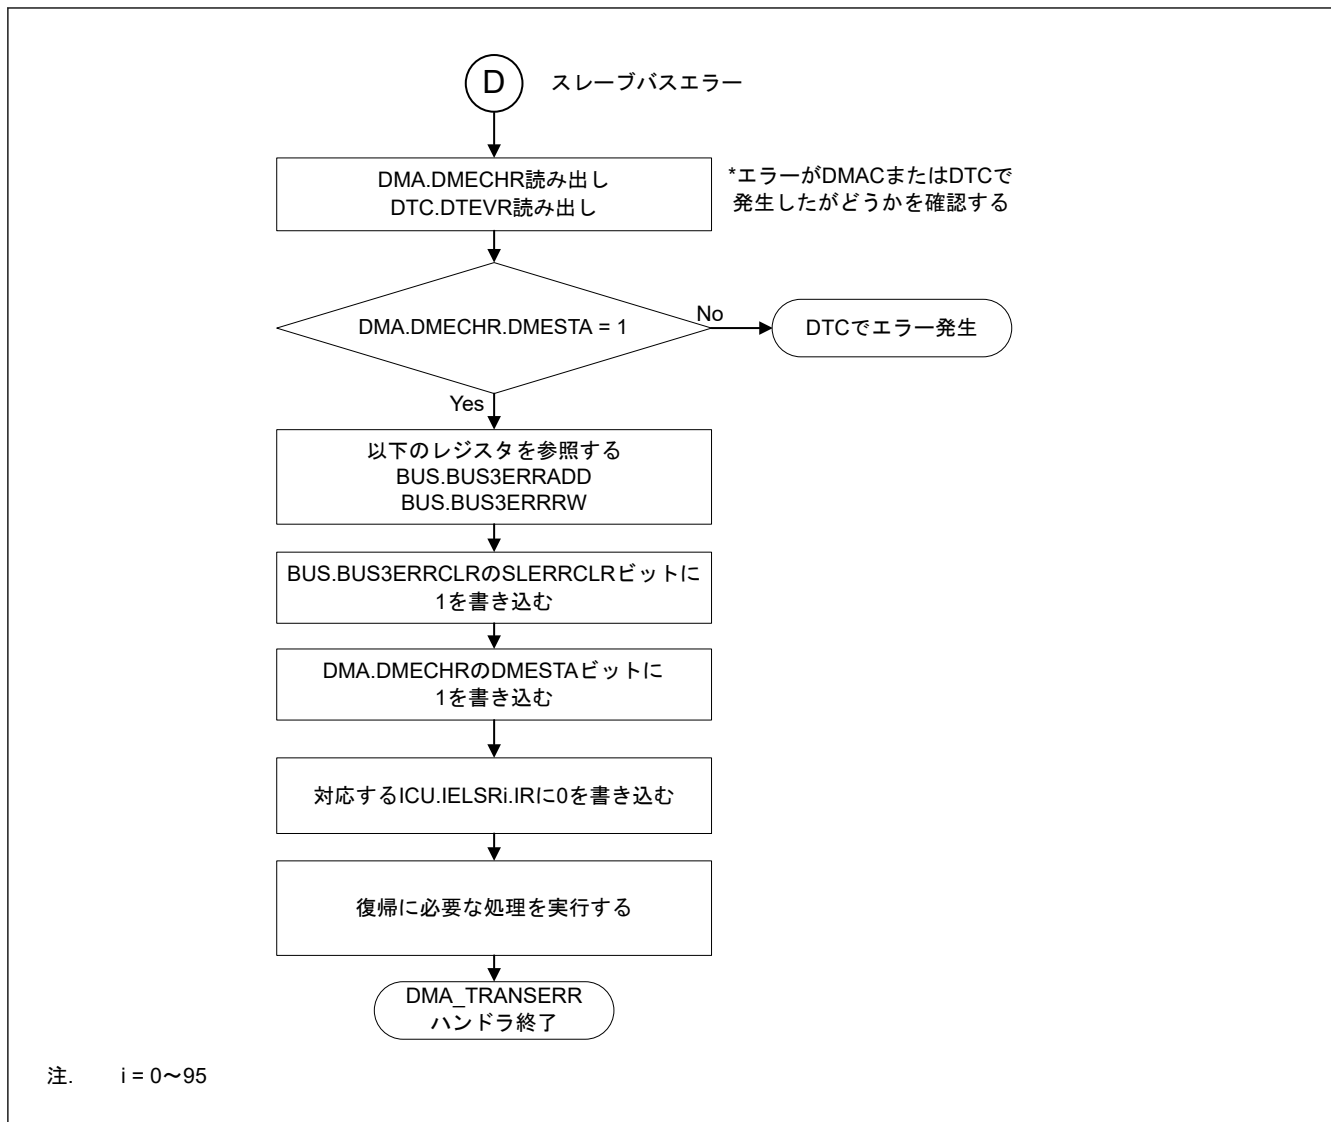 D
スレーブバスエラー
DMA.DMECHR読み出し
DTC.DTEVR読み出し
*エラーがDMACまたはDTCで
発生したがどうかを確認する
DMA.DMECHR.DMESTA = 1
No
DTCでエラー発生
Yes
以下のレジスタを参照する
BUS.BUS3ERRADD
BUS.BUS3ERRRW
BUS.BUS3ERRCLRのSLERRCLRビットに
1を書き込む
DMA.DMECHRのDMESTAビットに
1を書き込む
対応するICU.IELSRi.IRに0を書き込む
復帰に必要な処理を実行する
DMA_TRANSERR
ハンドラ終了
注. i = 0～95